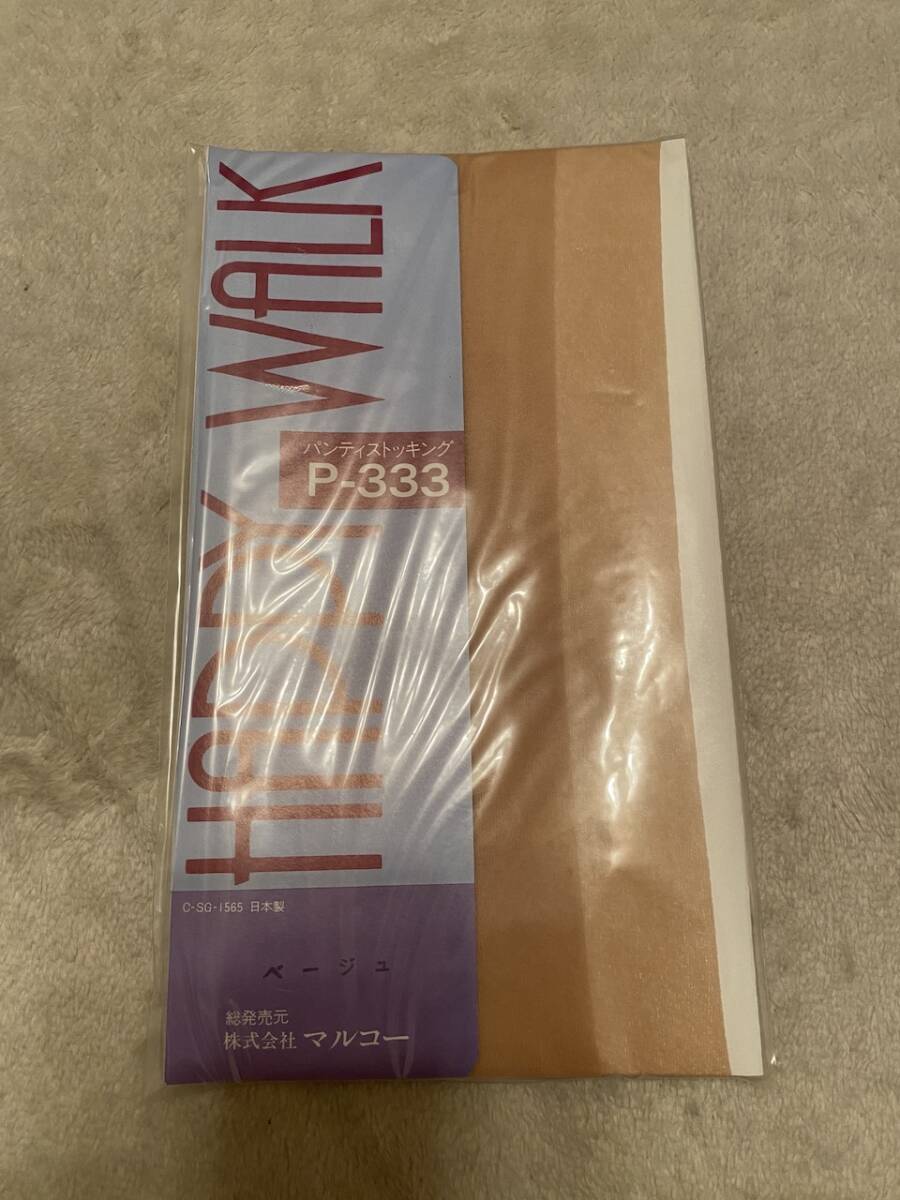 HAPPY WALK
パンティストッキング
P-333
C-SG-1565 日本製
ベージュ
総発売元
株式会社 マルコー